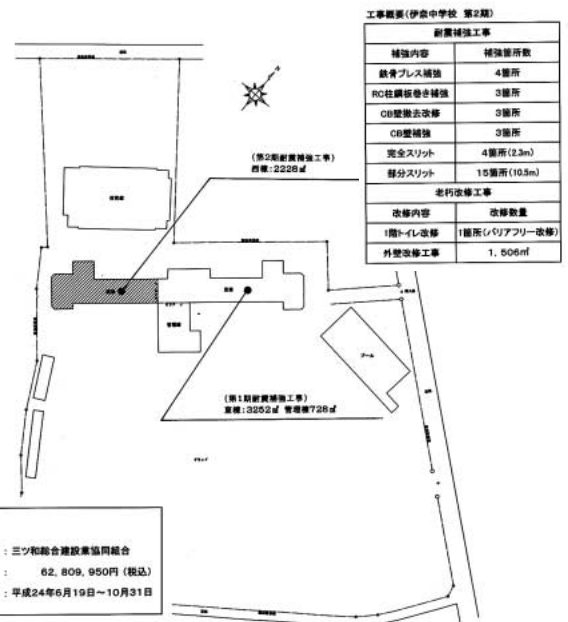 工事概要(伊奈中学校 第2期)
耐震補強工事
補強内容 補強箇所数
鉄骨ブレス補強 4箇所
RC柱鋼板巻き補強 3箇所
CB壁撤去改修 3箇所
CB壁補強 3箇所
完全スリット 4箇所(2.3m)
部分スリット 15箇所(10.5m)
老朽改修工事
改修内容 改修数量
1階トイレ改修 1箇所(バリアフリー改修)
外壁改修工事 1,506㎡
(第2期耐震補強工事)
西棟:2228㎡
管理棟
プール
(第1期耐震補強工事)
東棟:3252㎡ 管理棟728㎡
グランド
: 三ツ和総合建設業協同組合
: 62,809,950円(税込)
: 平成24年6月19日~10月31日